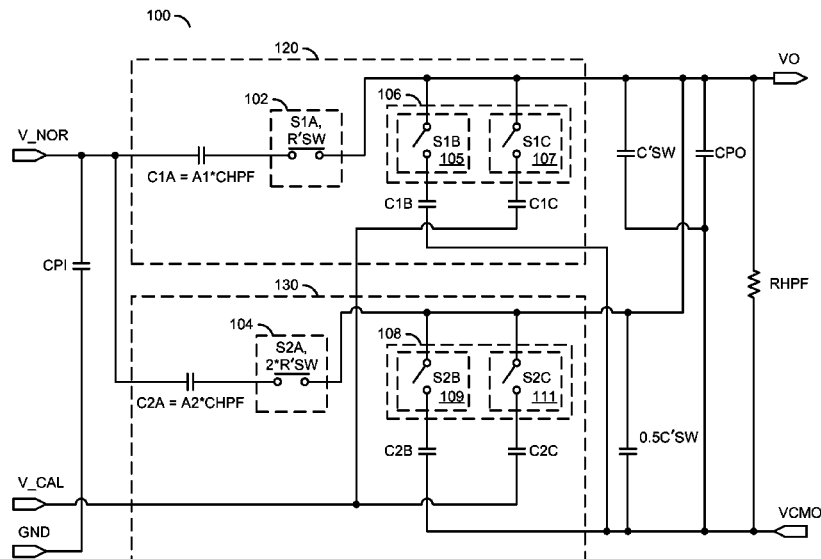 100
120
VO
102
106
V_NOR
S1A,
R'SW
S1B
105
S1C
107
C'SW
CPO
C1A = A1*CHPF
C1B
C1C
CPI
RHPF
130
104
108
S2A,
2*R'SW
S2B
109
S2C
111
C2A = A2*CHPF
C2B
C2C
0.5C'SW
V_CAL
VCMO
GND